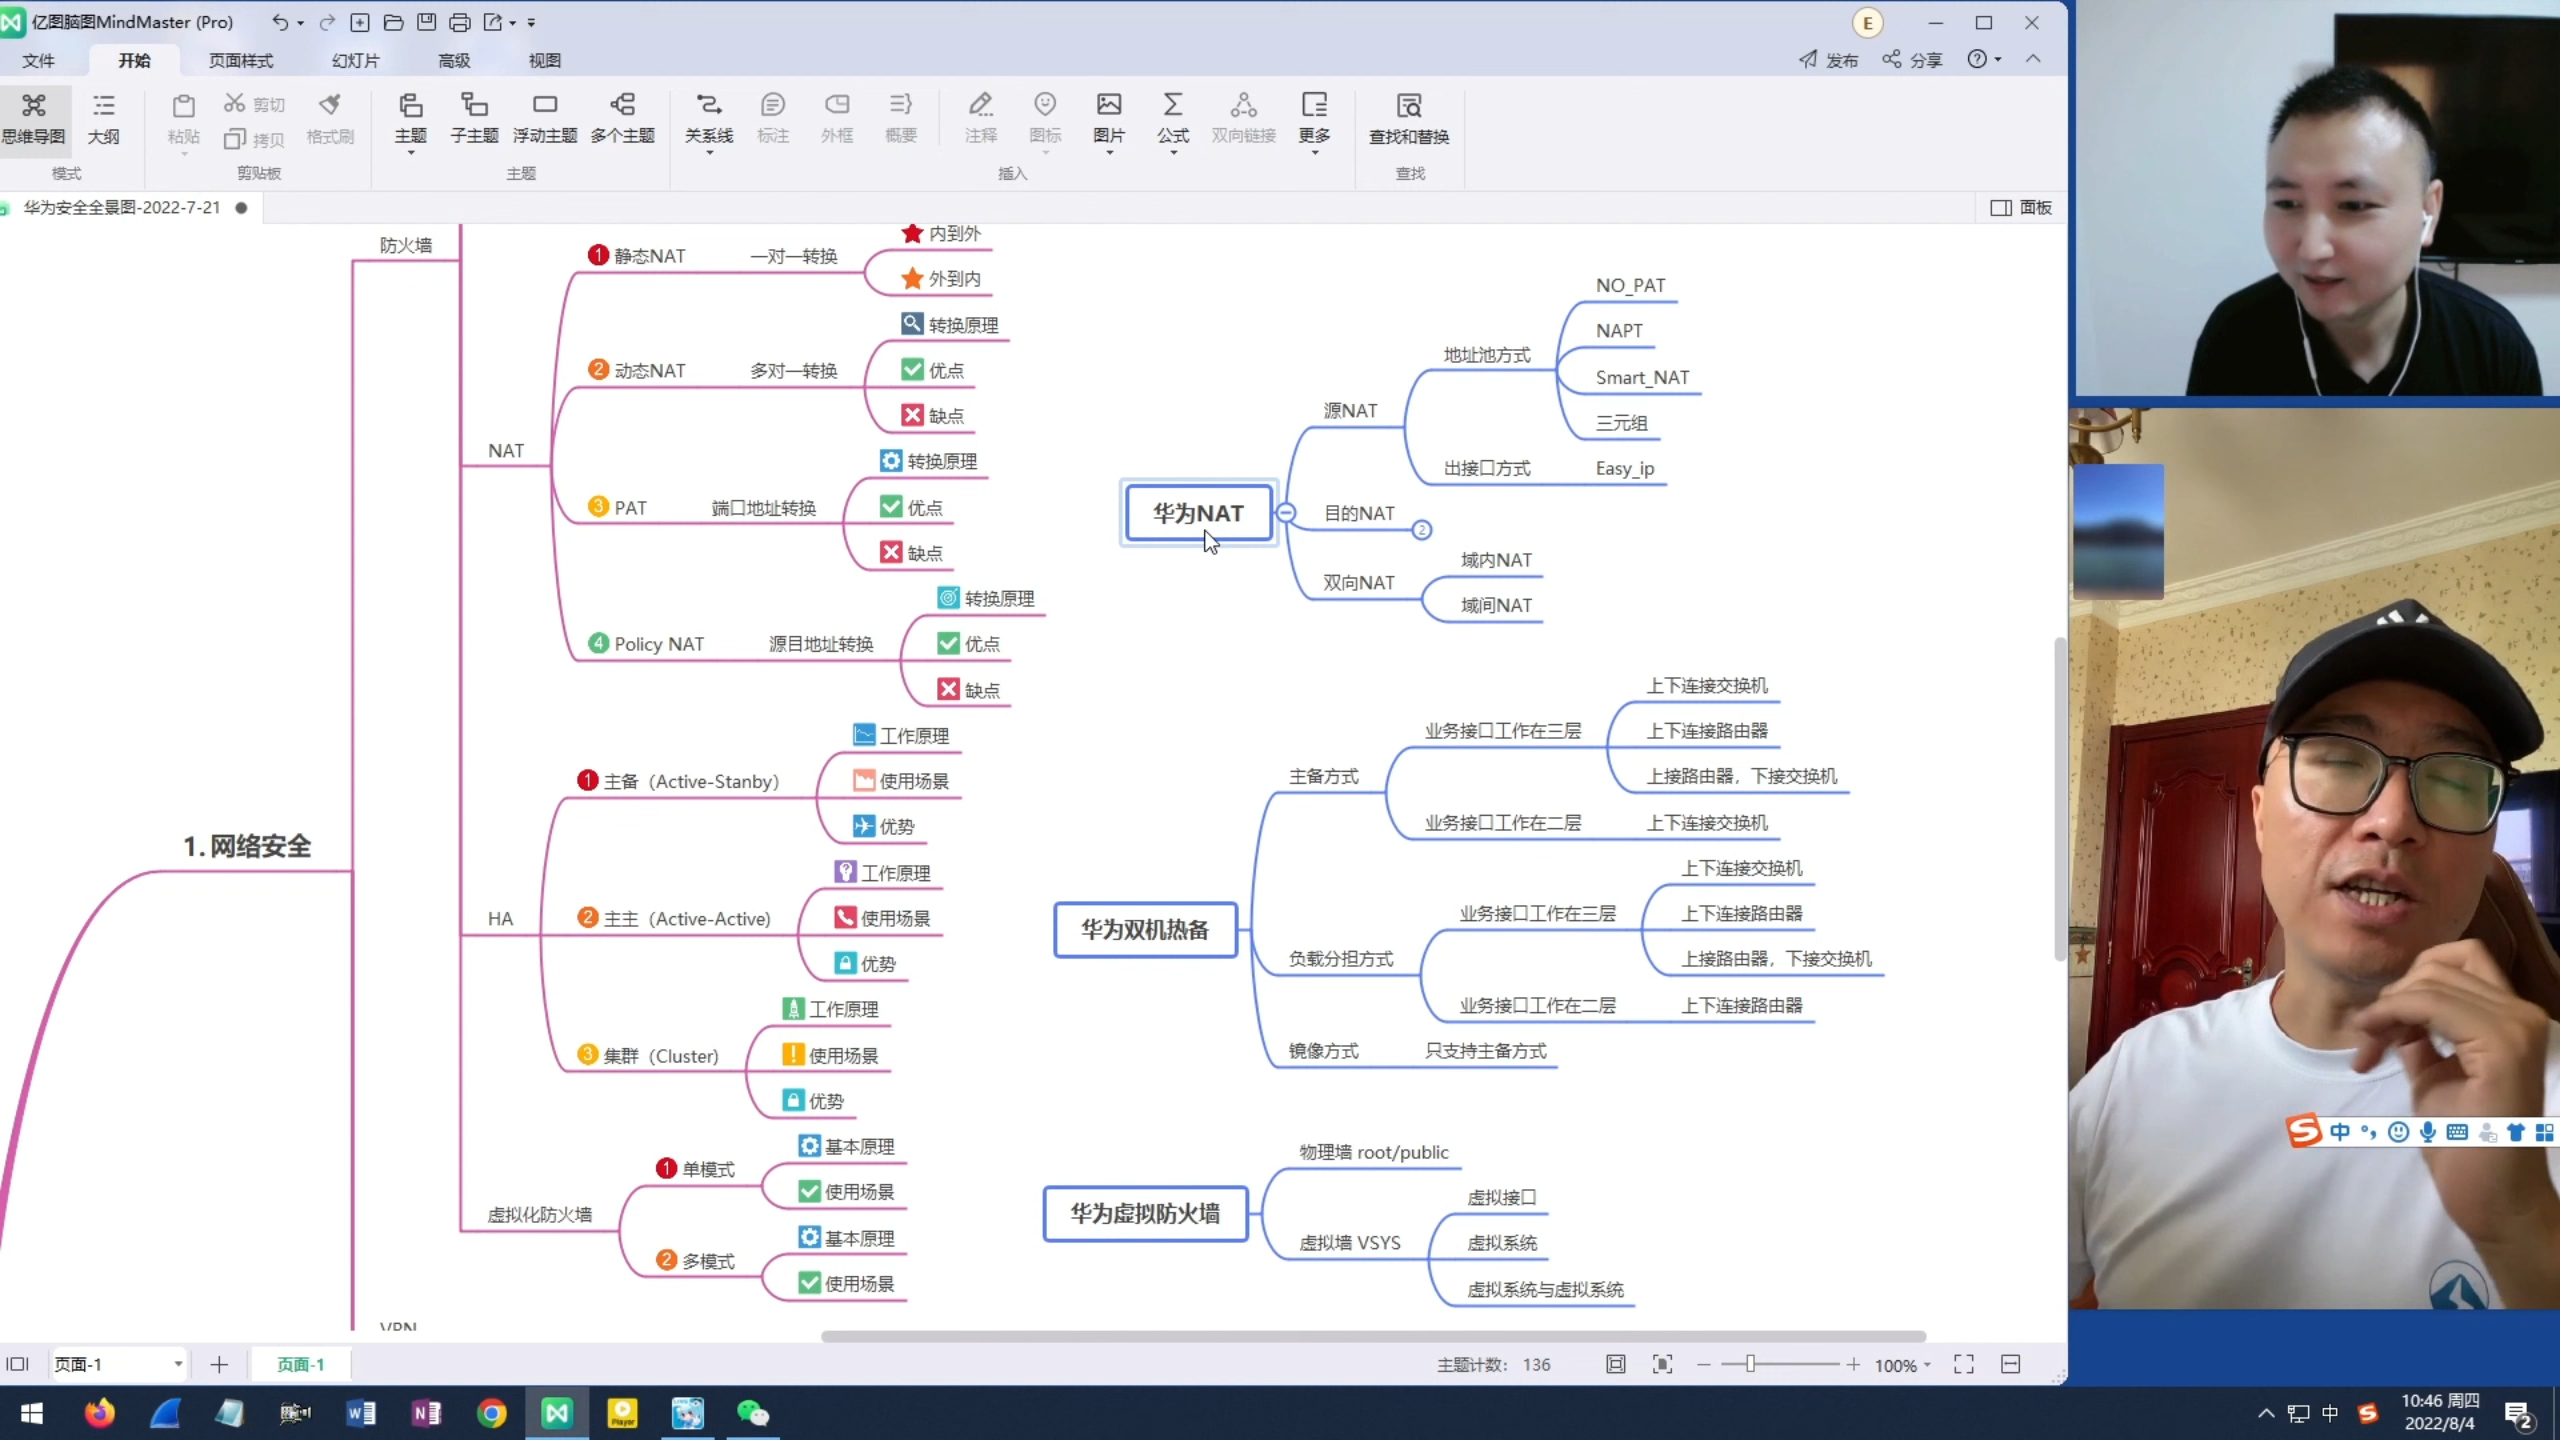 亿图脑图MindMaster (Pro)
E
文件
开始
页面样式
幻灯片
高级
视图
发布
分享
思维导图
大纲
粘贴
剪切
拷贝
格式刷
主题
子主题
浮动主题
多个主题
关系线
标注
外框
概要
注释
图标
图片
公式
双向链接
更多
查找和替换
模式
剪贴板
主题
插入
查找
华为安全全景图-2022-7-21
面板
1. 网络安全
防火墙
NAT
1 静态NAT
一对一转换
内到外
外到内
2 动态NAT
多对一转换
转换原理
优点
缺点
3 PAT
端口地址转换
转换原理
优点
缺点
4 Policy NAT
源目地址转换
转换原理
优点
缺点
HA
1 主备（Active-Stanby）
工作原理
使用场景
优势
2 主主（Active-Active)
工作原理
使用场景
优势
3 集群（Cluster)
工作原理
使用场景
优势
虚拟化防火墙
1 单模式
基本原理
使用场景
2 多模式
基本原理
使用场景
VPN
华为NAT
源NAT
地址池方式
NO_PAT
NAPT
Smart_NAT
三元组
出接口方式
Easy_ip
目的NAT
2
双向NAT
域内NAT
域间NAT
华为双机热备
主备方式
业务接口工作在三层
上下连接交换机
上下连接路由器
上接路由器，下接交换机
业务接口工作在二层
上下连接交换机
负载分担方式
业务接口工作在三层
上下连接交换机
上下连接路由器
上接路由器，下接交换机
业务接口工作在二层
上下连接路由器
镜像方式
只支持主备方式
华为虚拟防火墙
物理墙 root/public
虚拟墙 VSYS
虚拟接口
虚拟系统
虚拟系统与虚拟系统
页面-1
页面-1
主题计数： 136
100%
中
Player
中
10:46 周四
2022/8/4
2